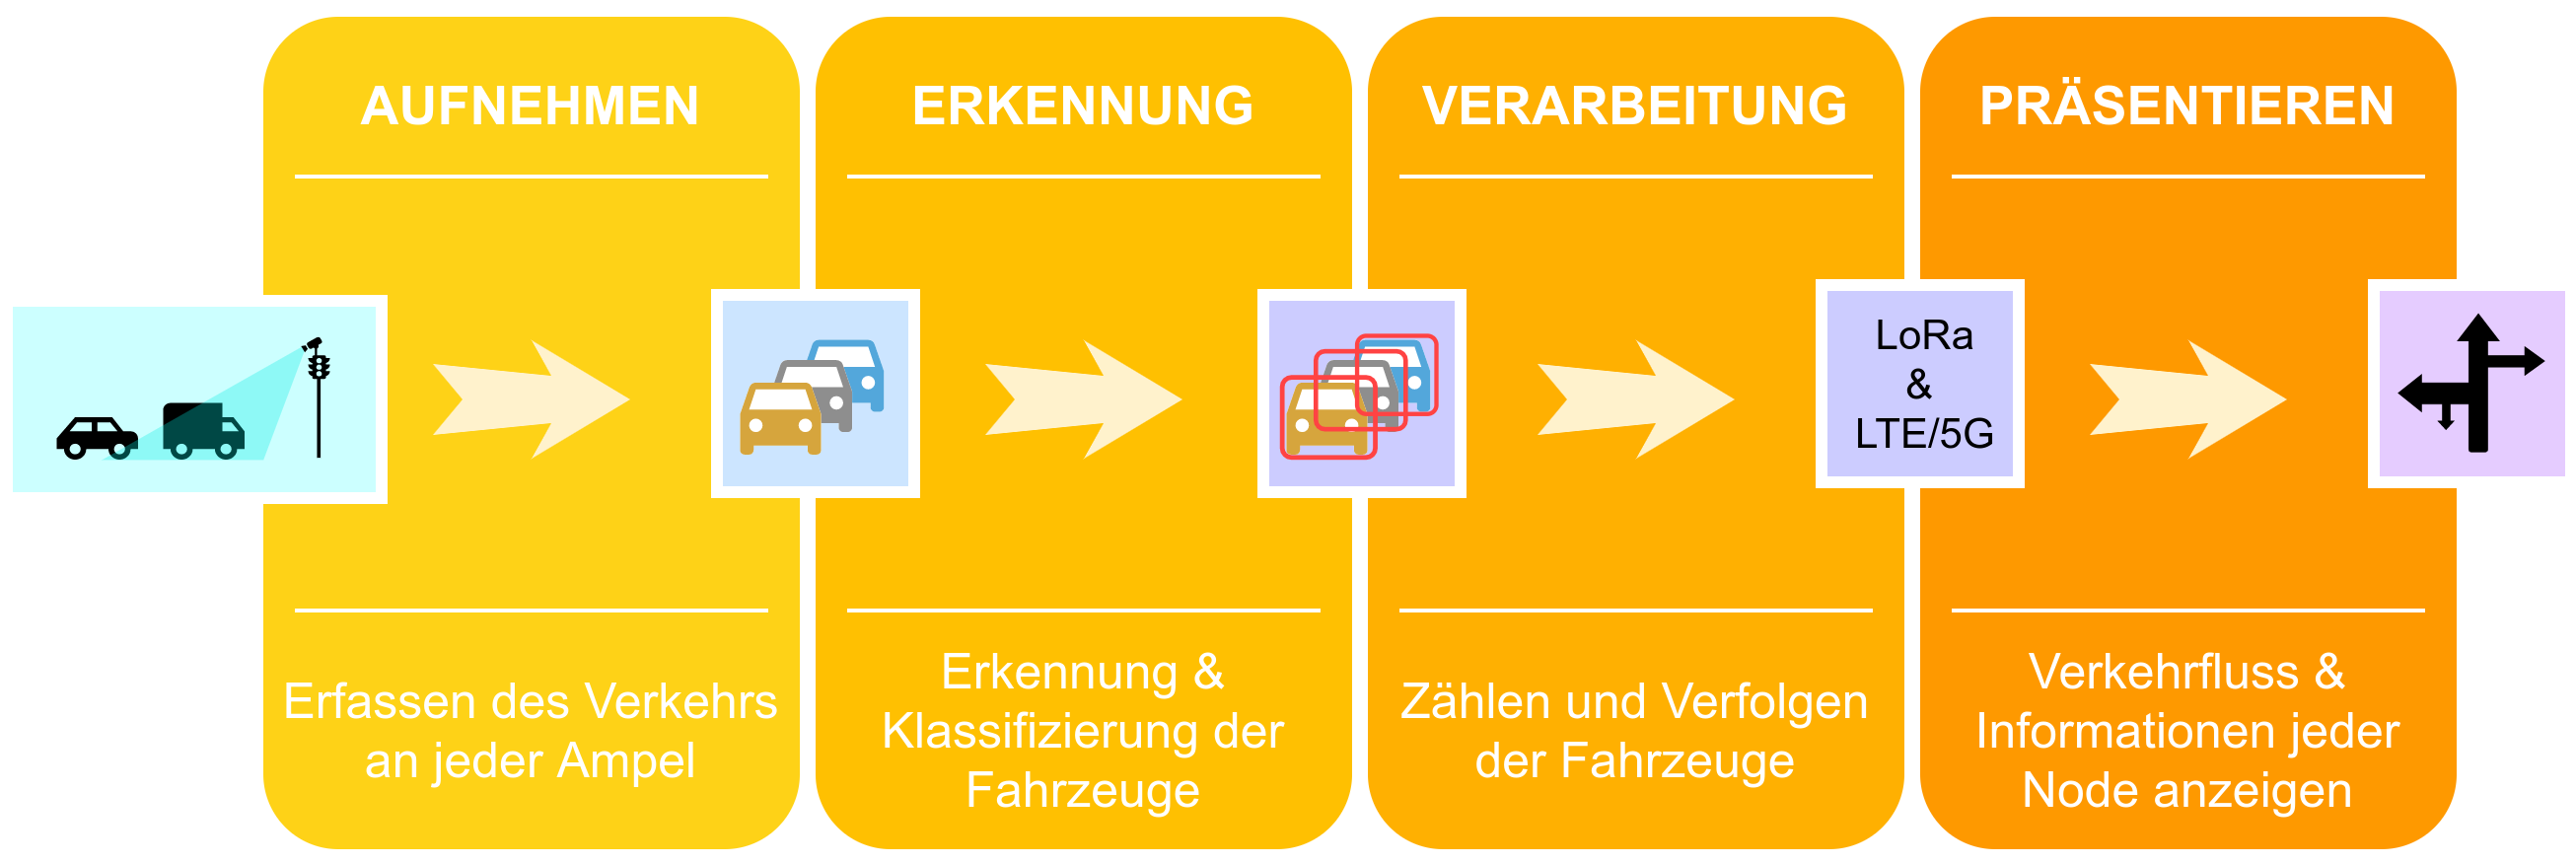 AUFNEHMEN
Erfassen des Verkehrs
an jeder Ampel
ERKENNUNG
Erkennung &
Klassifizierung der
Fahrzeuge
VERARBEITUNG
Zählen und Verfolgen
der Fahrzeuge
LoRa
&
LTE/5G
PRÄSENTIEREN
Verkehrfluss &
Informationen jeder
Node anzeigen